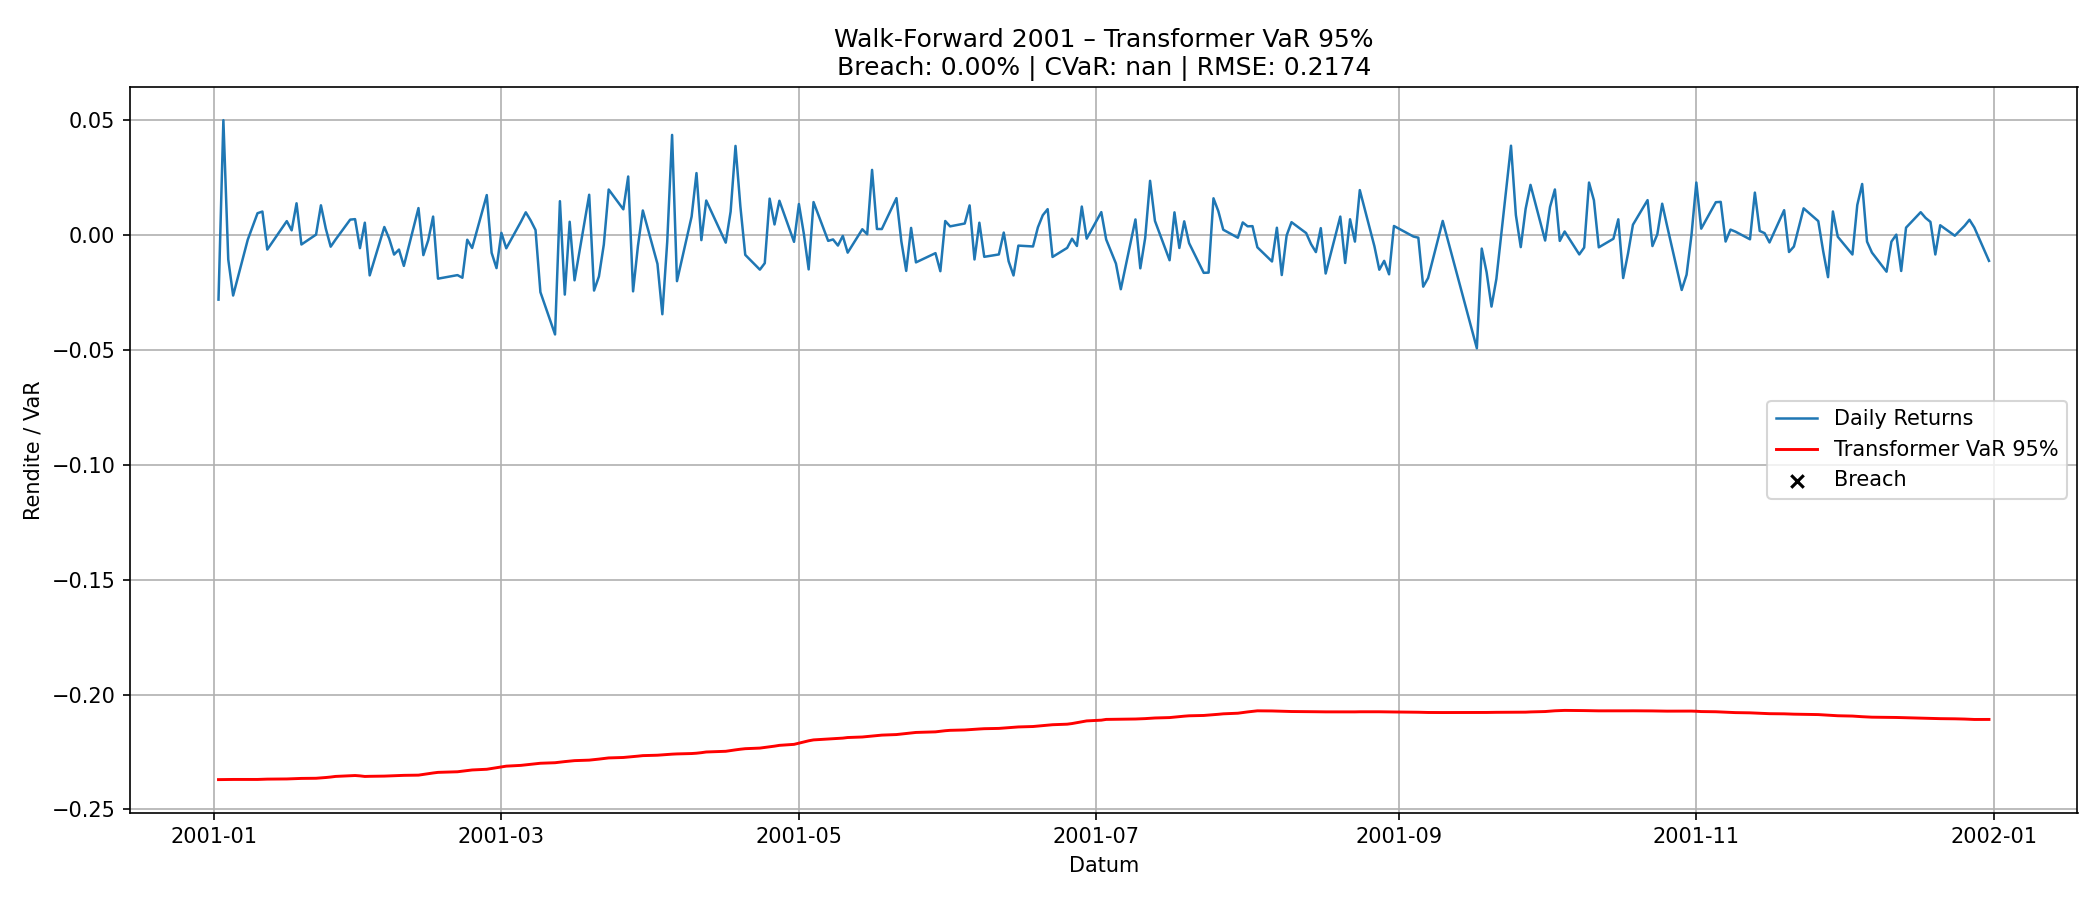 Walk-Forward 2001 – Transformer VaR 95%
Breach: 0.00% | CVaR: nan | RMSE: 0.2174
Rendite / VaR
0.05
0.00
−0.05
−0.10
−0.15
−0.20
−0.25
Daily Returns
Transformer VaR 95%
Breach
2001-01
2001-03
2001-05
2001-07
2001-09
2001-11
2002-01
Datum